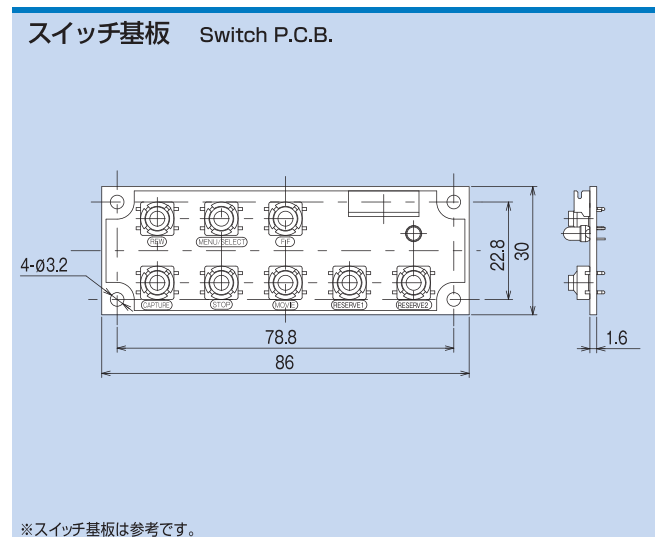 スイッチ基板 Switch P.C.B.
REW MENU/SELECT F.F
4-ø3.2
CAPTURE STOP MOVIE RESERVE1 RESERVE2
22.8
30
78.8
86
1.6
※スイッチ基板は参考です。